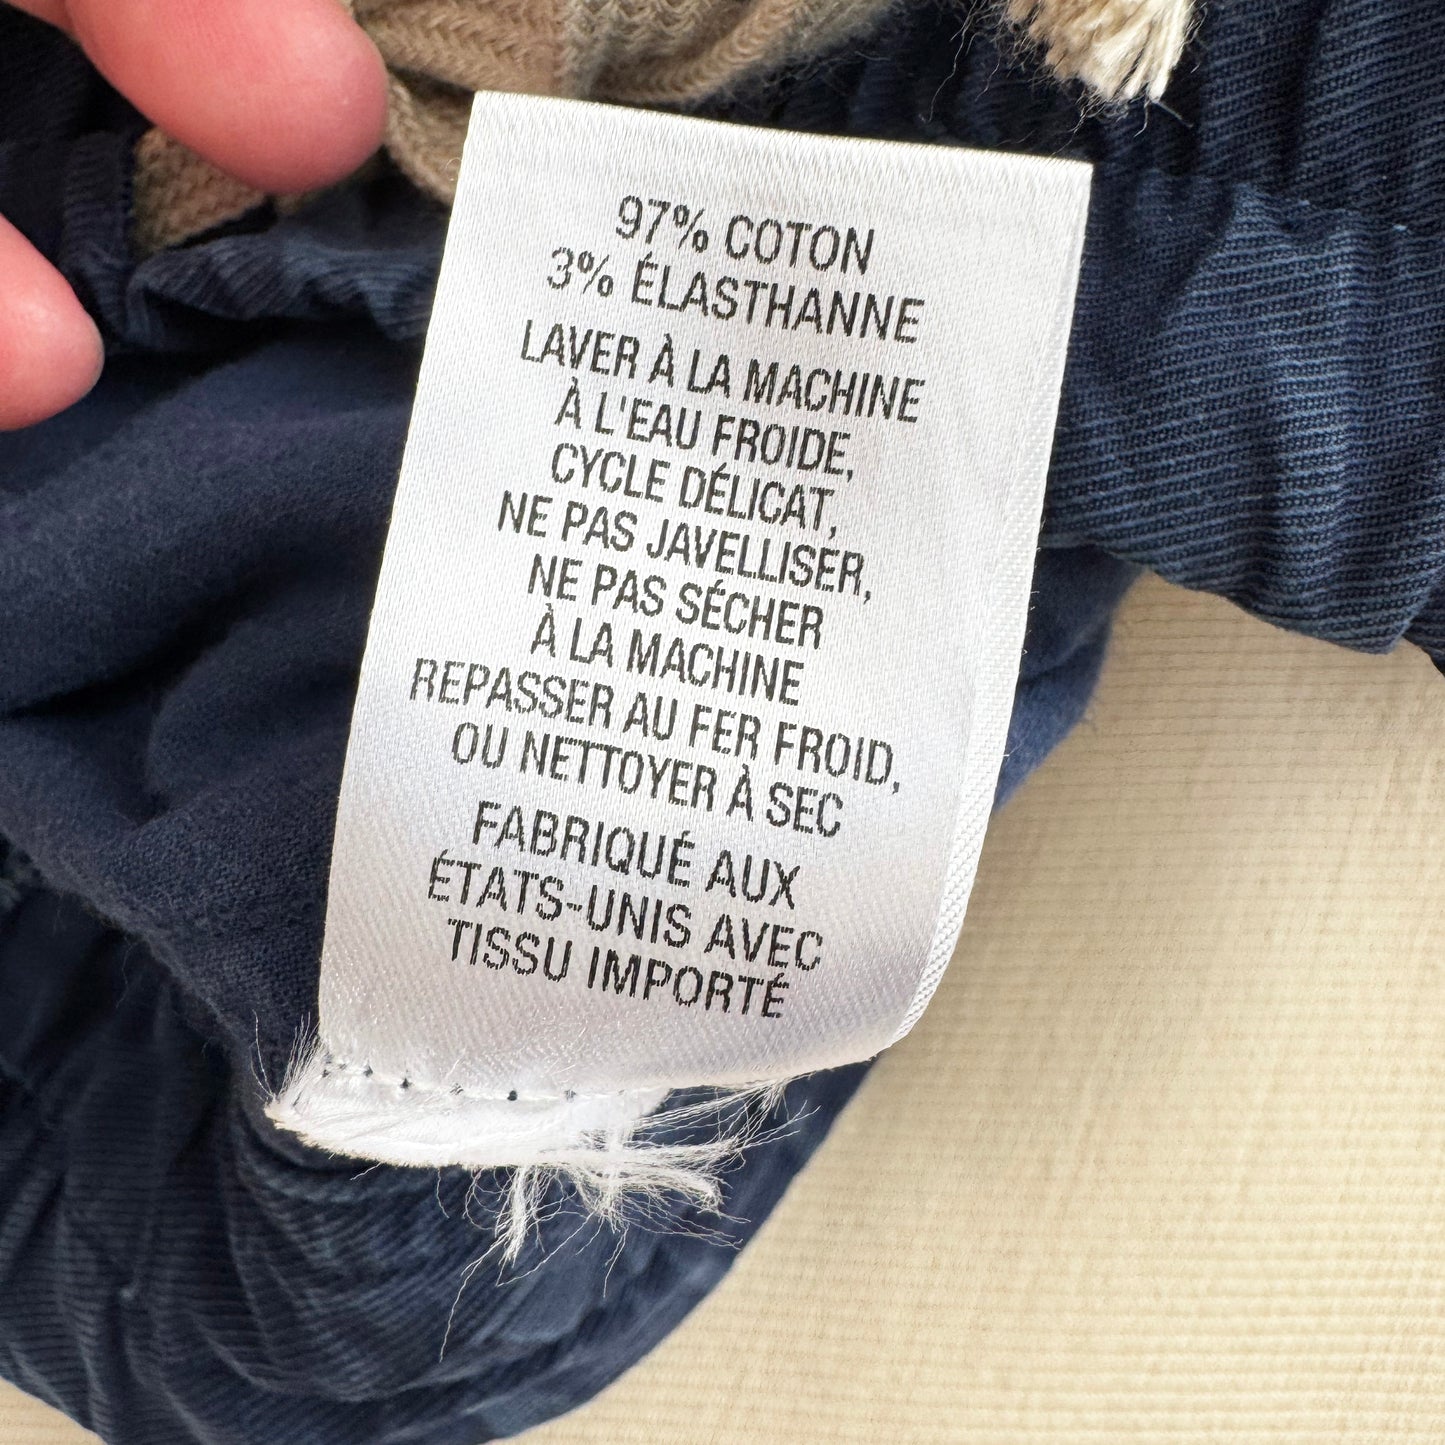 97% COTON
3% ÉLASTHANNE
LAVER À LA MACHINE
À L'EAU FROIDE,
CYCLE DÉLICAT,
NE PAS JAVELLISER,
NE PAS SÉCHER
À LA MACHINE
REPASSER AU FER FROID,
OU NETTOYER À SEC
FABRIQUÉ AUX
ÉTATS-UNIS AVEC
TISSU IMPORTÉ